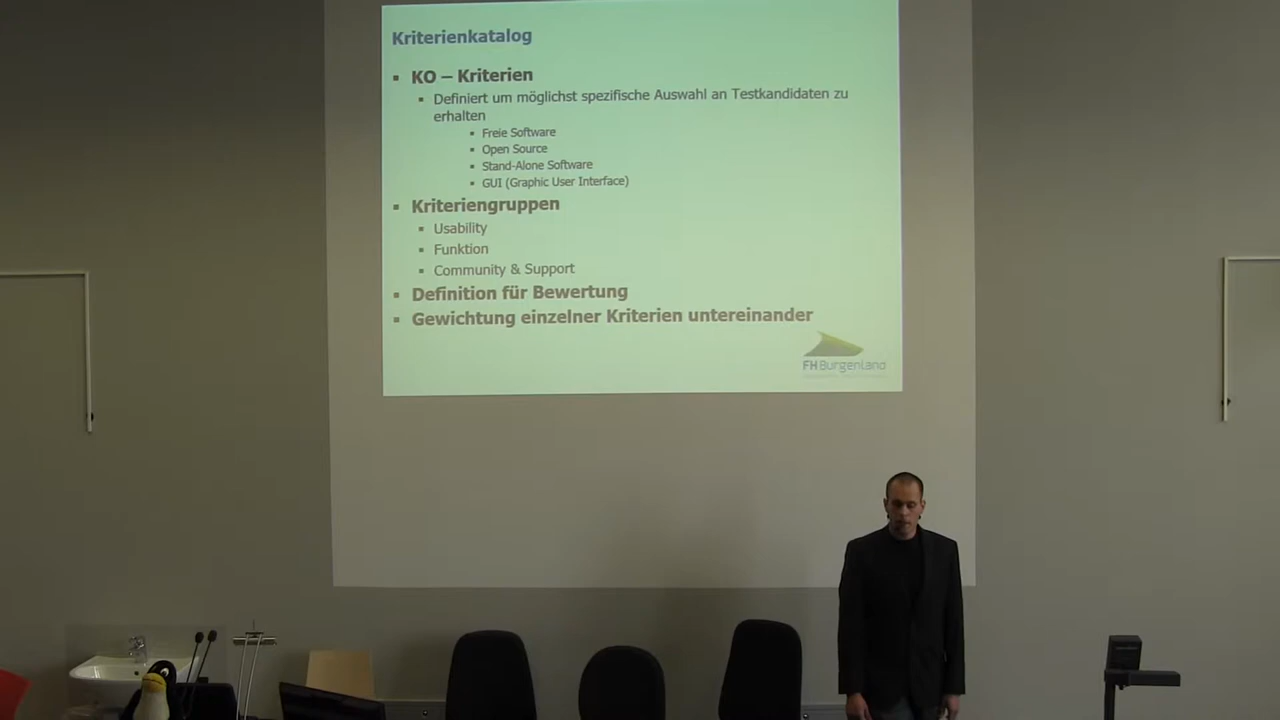 Kriterienkatalog
KO – Kriterien
Definiert um möglichst spezifische Auswahl an Testkandidaten zu
erhalten
Freie Software
Open Source
Stand-Alone Software
GUI (Graphic User Interface)
Kriteriengruppen
Usability
Funktion
Community & Support
Definition für Bewertung
Gewichtung einzelner Kriterien untereinander
FH Burgenland